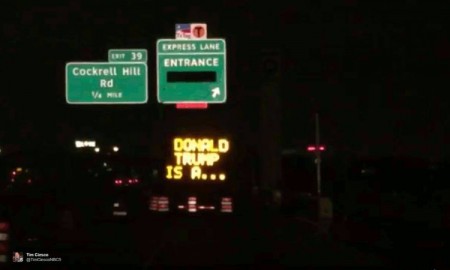 EXIT 39
Cockrell Hill
Rd
1/4 MILE
EXPRESS LANE
ENTRANCE
DONALD
TRUMP
IS A...
Tim Ciesco
@TimCiescoNBC5